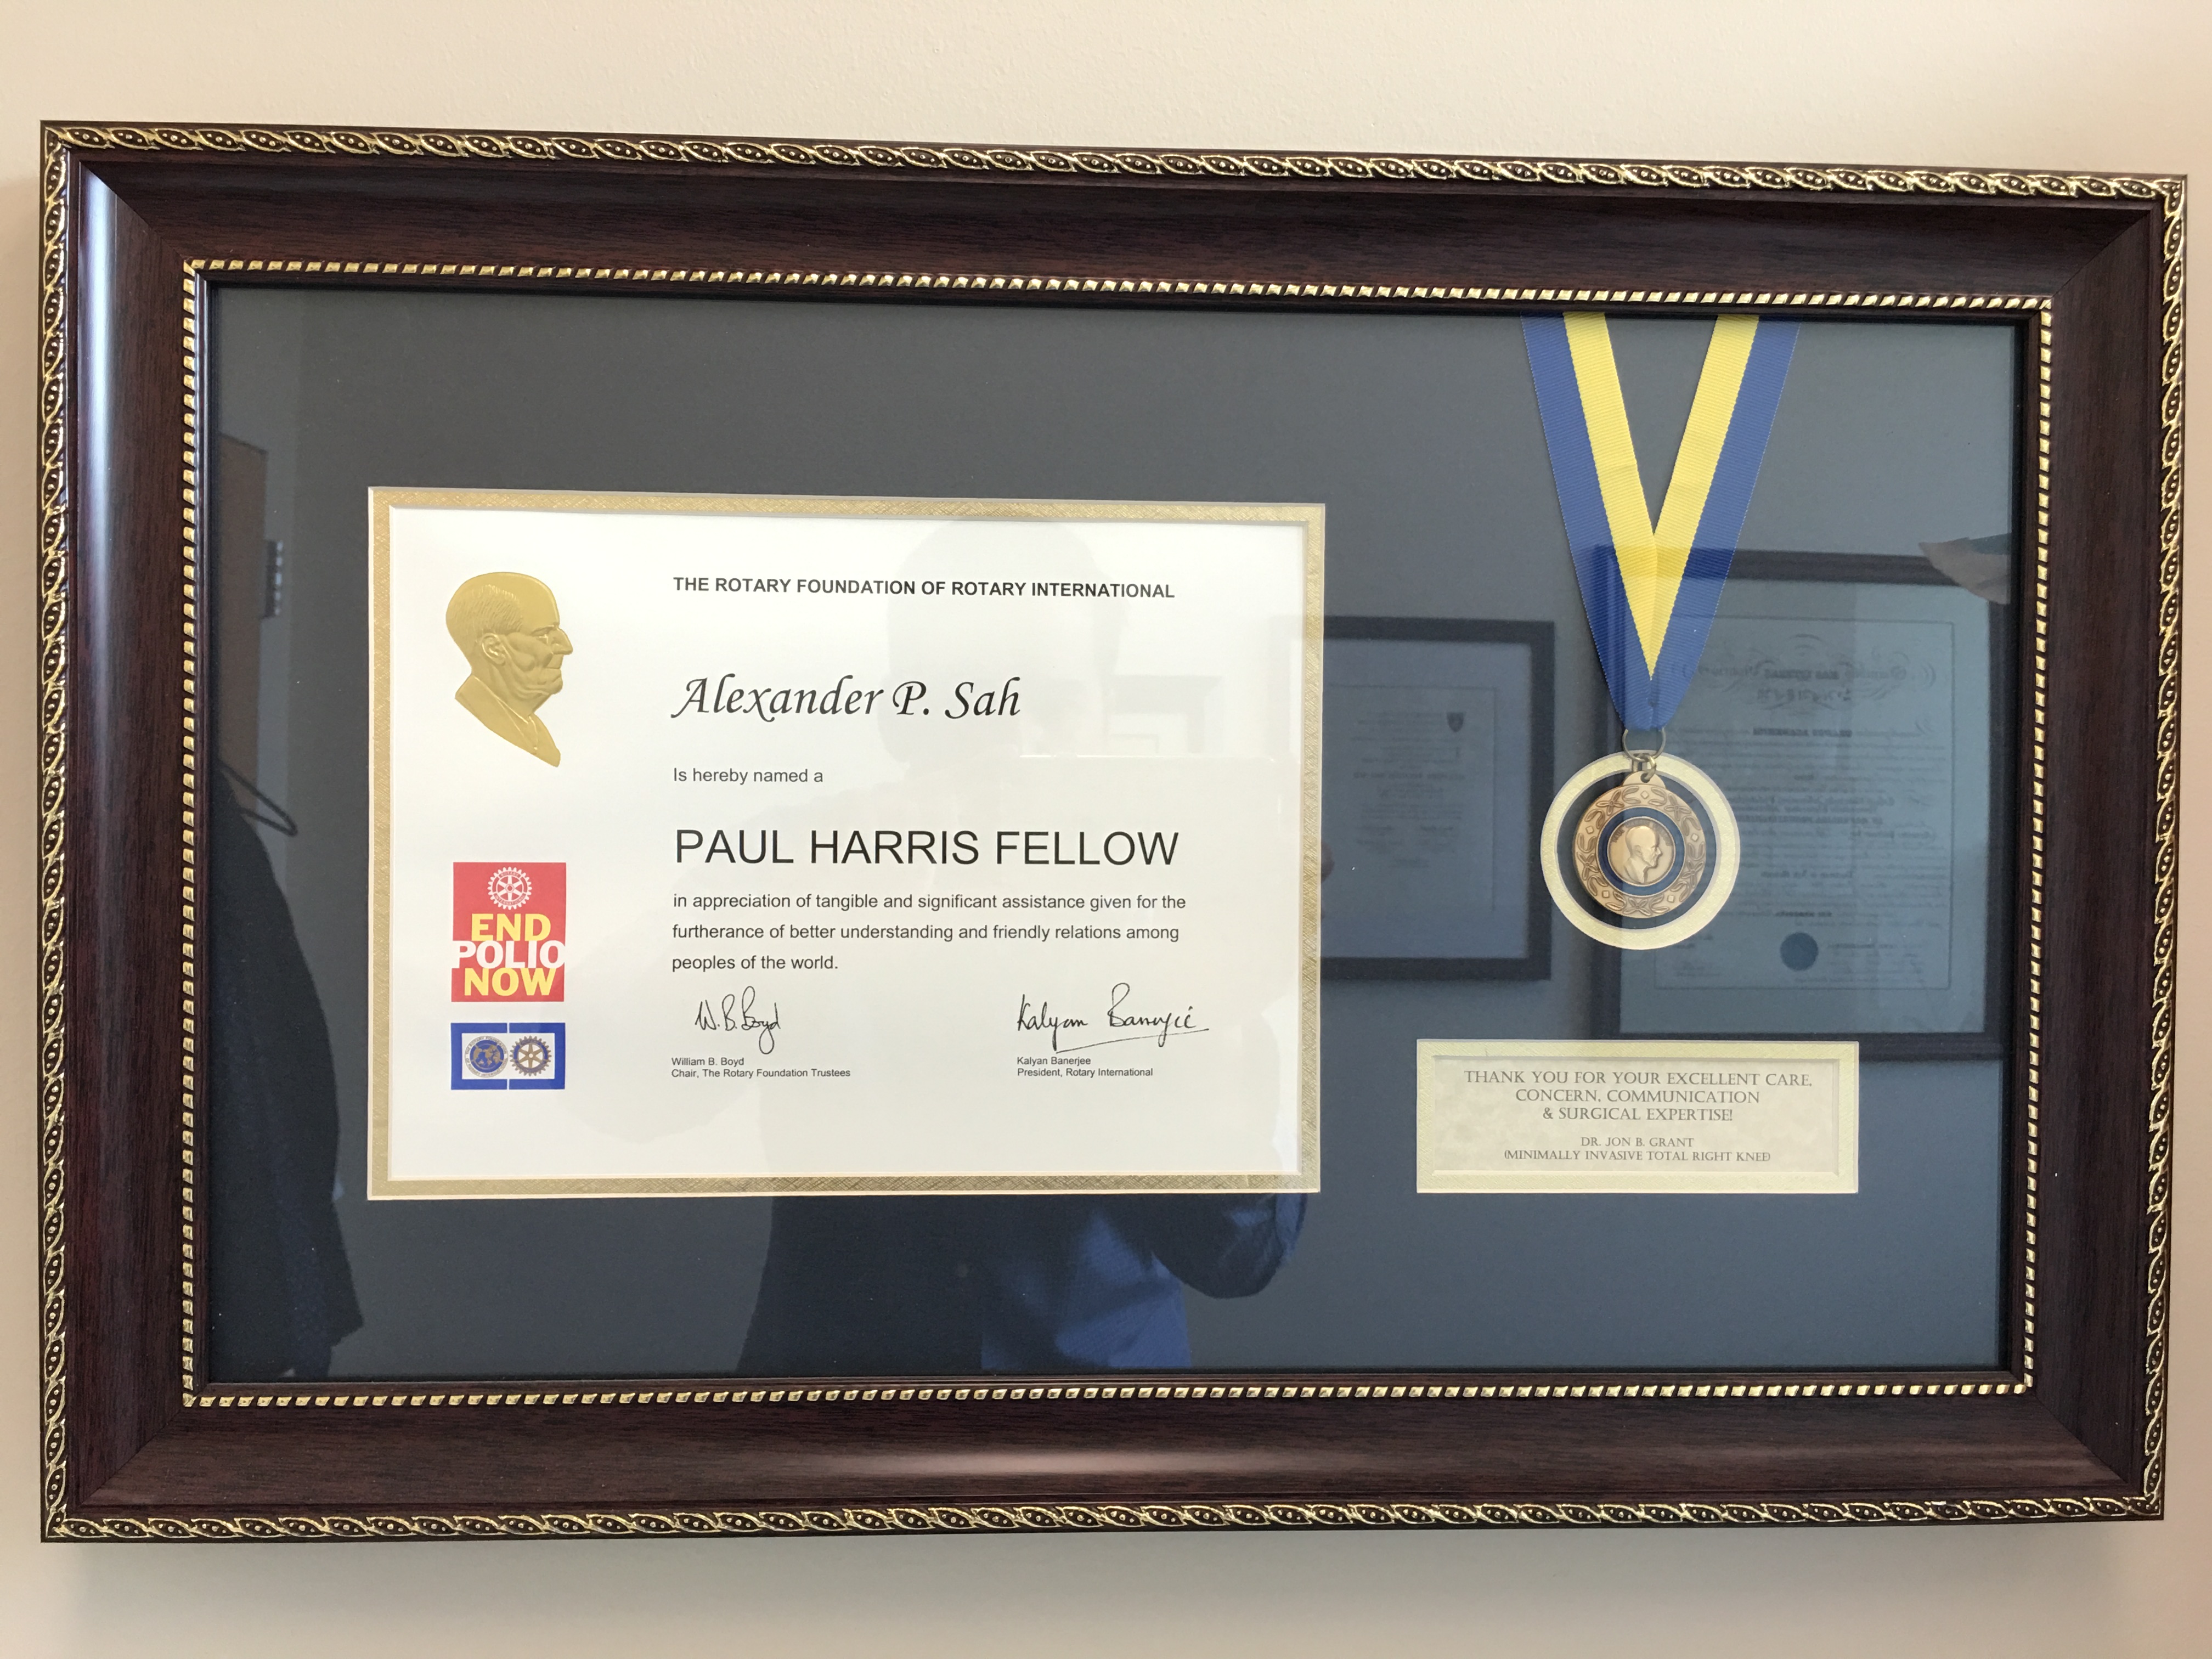 THE ROTARY FOUNDATION OF ROTARY INTERNATIONAL
Alexander P. Sah
Is hereby named a
PAUL HARRIS FELLOW
in appreciation of tangible and significant assistance given for the
furtherance of better understanding and friendly relations among
peoples of the world.
W. B. Boyd
Kalyan Banerjee
William B. Boyd
Chair, The Rotary Foundation Trustees
Kalyan Banerjee
President, Rotary International
END
POLIO
NOW
THANK YOU FOR YOUR EXCELLENT CARE,
CONCERN, COMMUNICATION
& SURGICAL EXPERTISE!
DR. JON B. GRANT
(MINIMALLY INVASIVE TOTAL RIGHT KNEE)